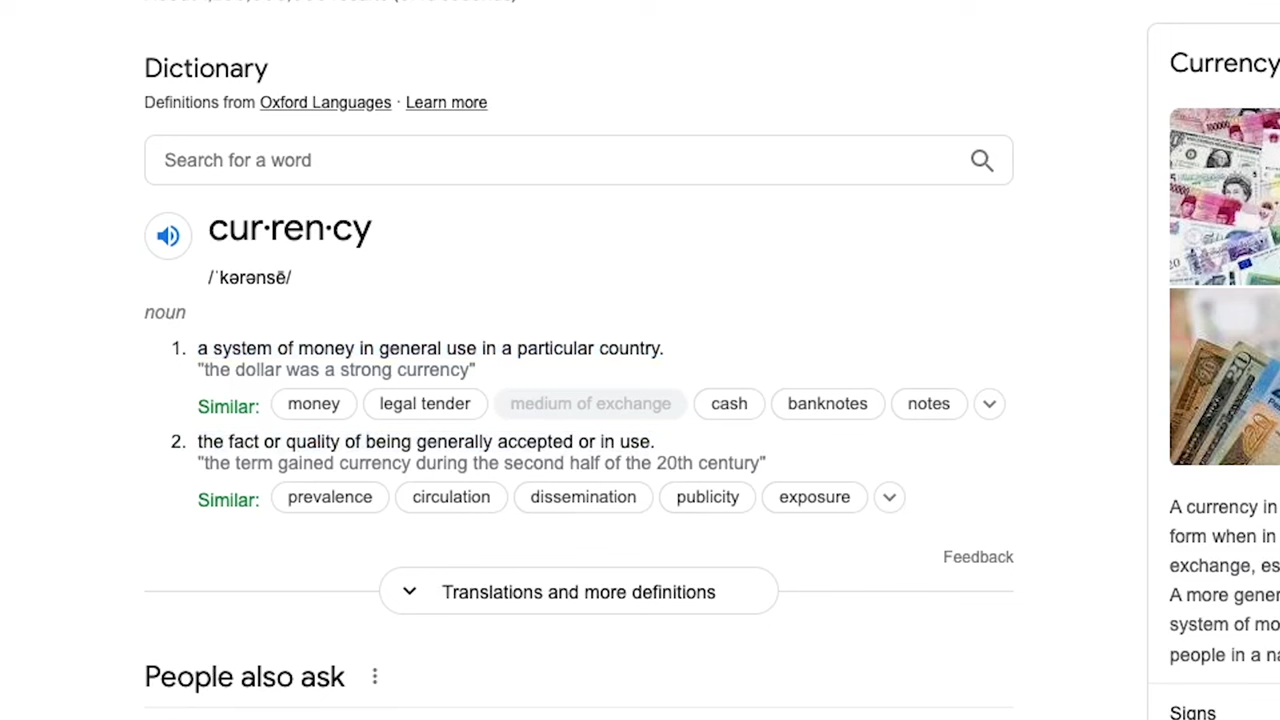 Dictionary
Definitions from Oxford Languages · Learn more
Search for a word
cur·ren·cy
/ˈkərənsē/
noun
1. a system of money in general use in a particular country.
"the dollar was a strong currency"
Similar: money legal tender medium of exchange cash banknotes notes
2. the fact or quality of being generally accepted or in use.
"the term gained currency during the second half of the 20th century"
Similar: prevalence circulation dissemination publicity exposure
Feedback
Translations and more definitions
People also ask
Currency
A currency in
form when in
exchange, es
A more gener
system of mo
people in a na
Signs